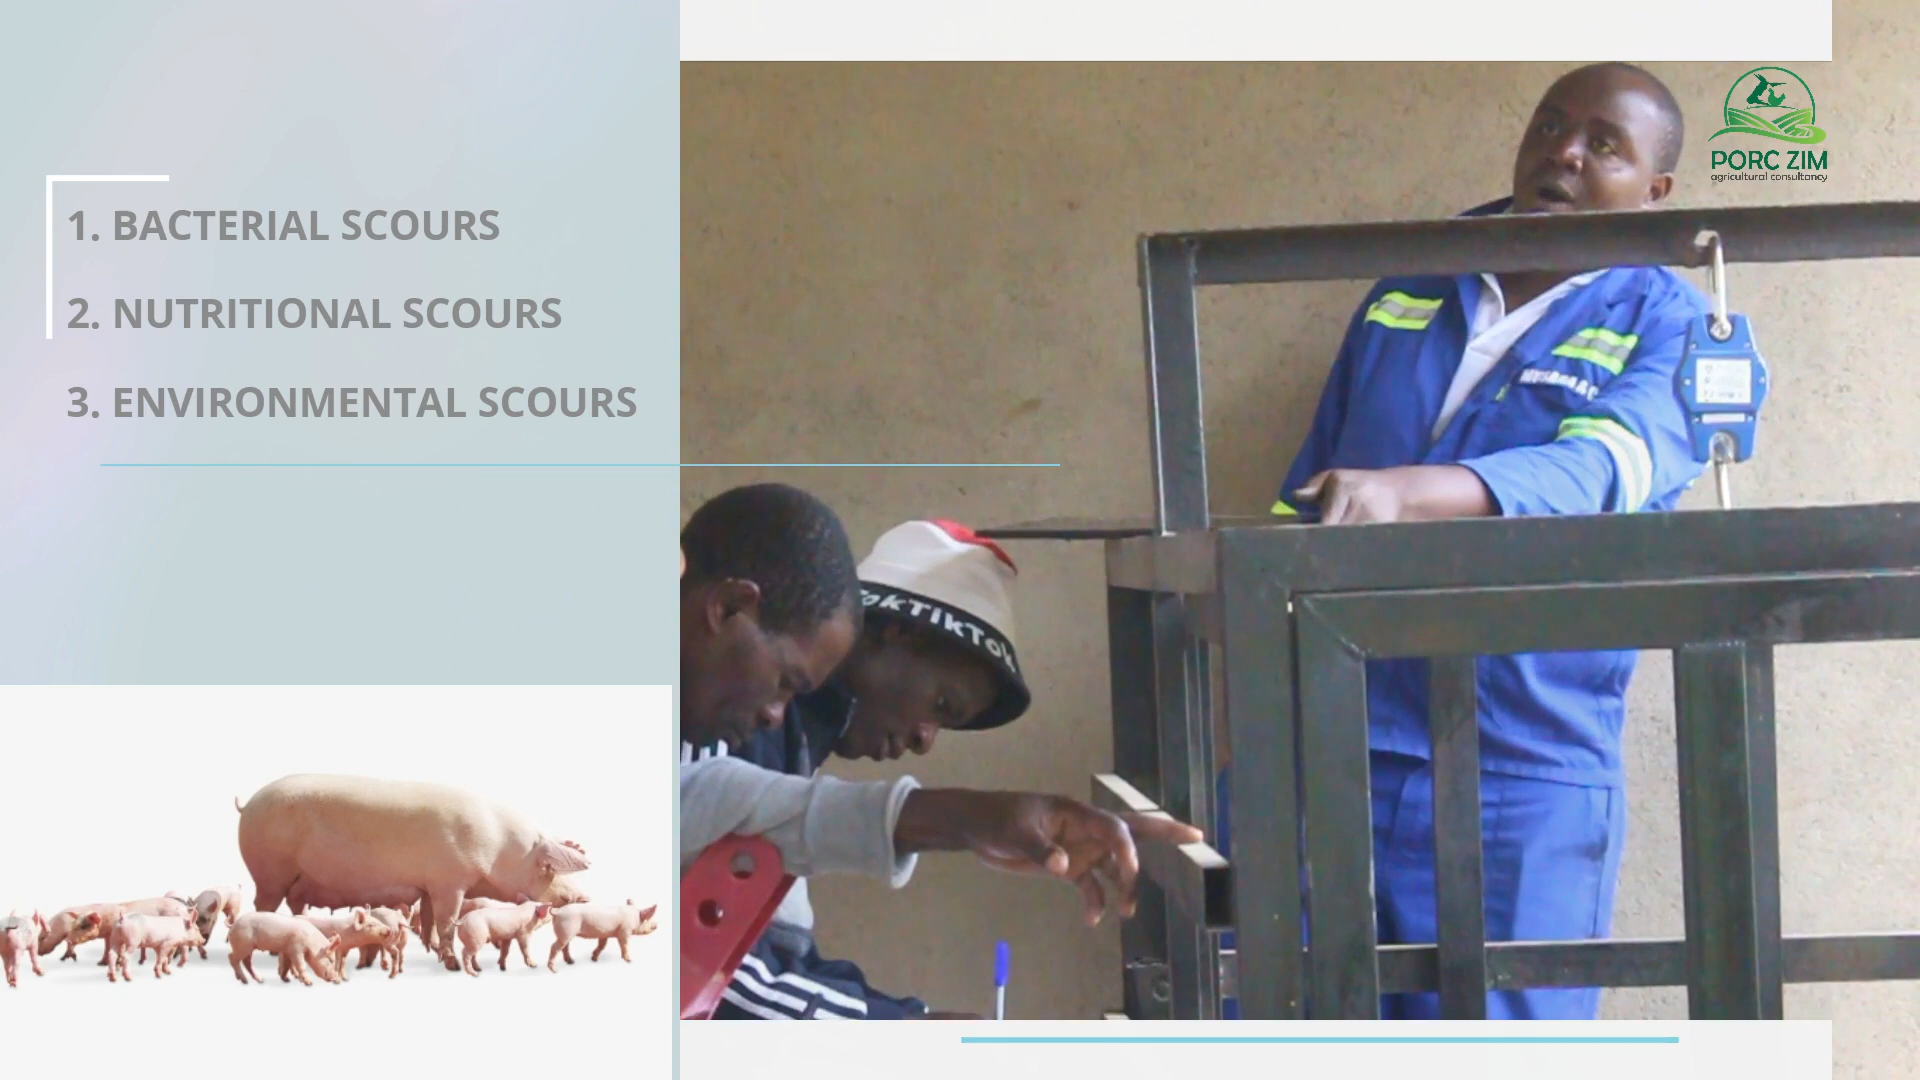 1. BACTERIAL SCOURS
2. NUTRITIONAL SCOURS
3. ENVIRONMENTAL SCOURS
PORC ZIM
agricultural consultancy
TikTok